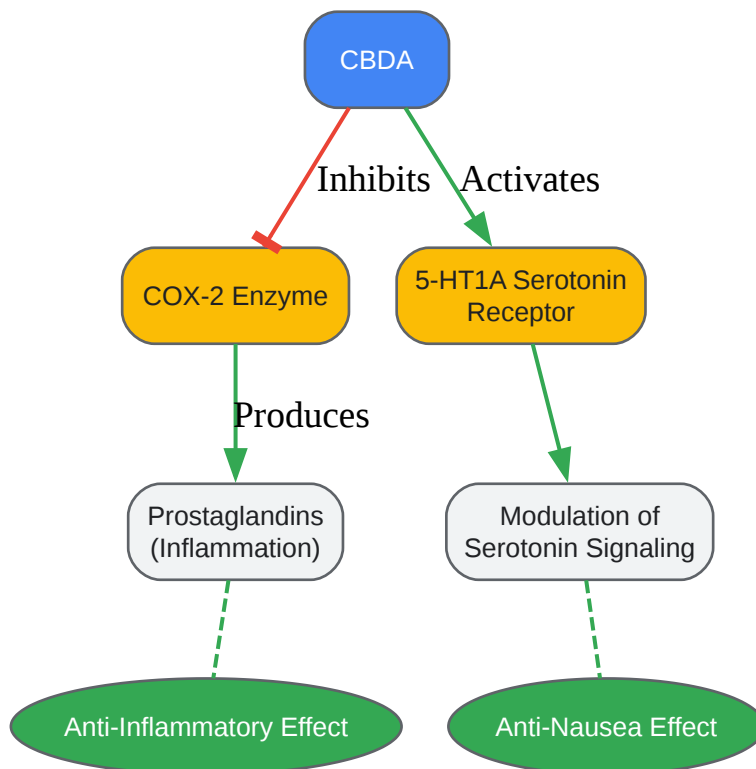 CBDA
Inhibits
Activates
COX-2 Enzyme
5-HT1A Serotonin
Receptor
Produces
Prostaglandins
(Inflammation)
Modulation of
Serotonin Signaling
Anti-Inflammatory Effect
Anti-Nausea Effect